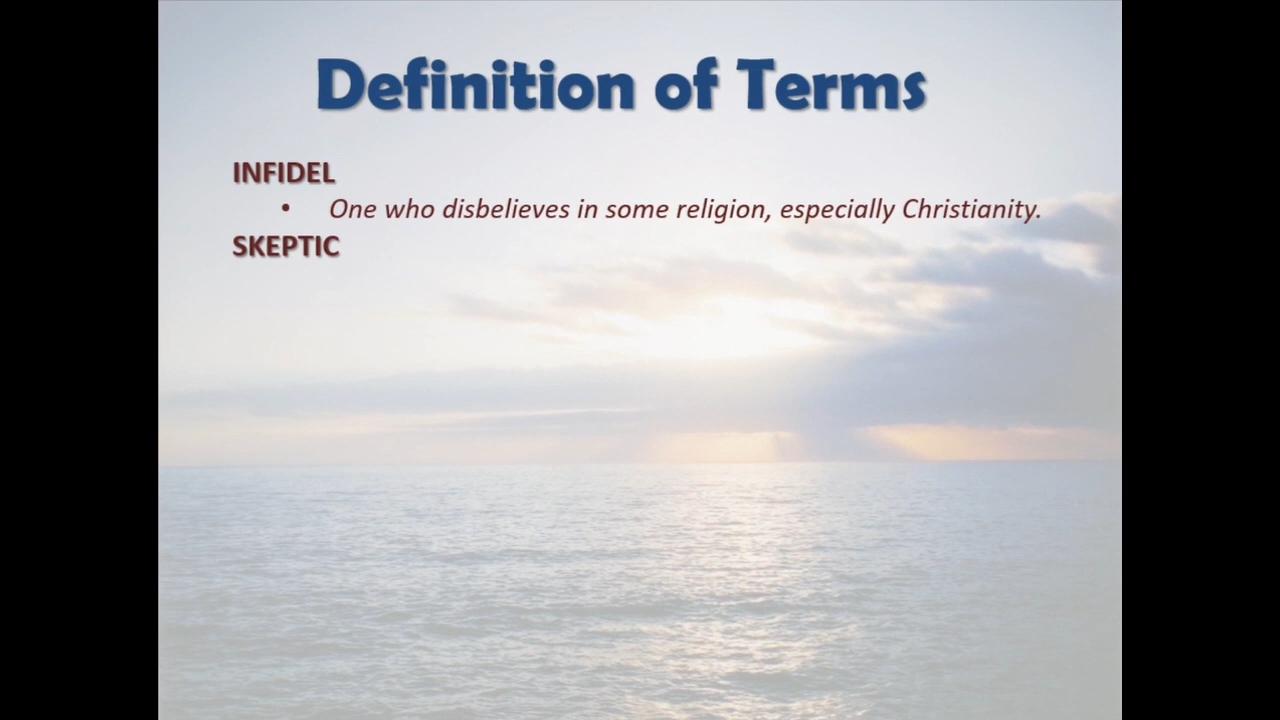 Definition of Terms
INFIDEL
• One who disbelieves in some religion, especially Christianity.
SKEPTIC